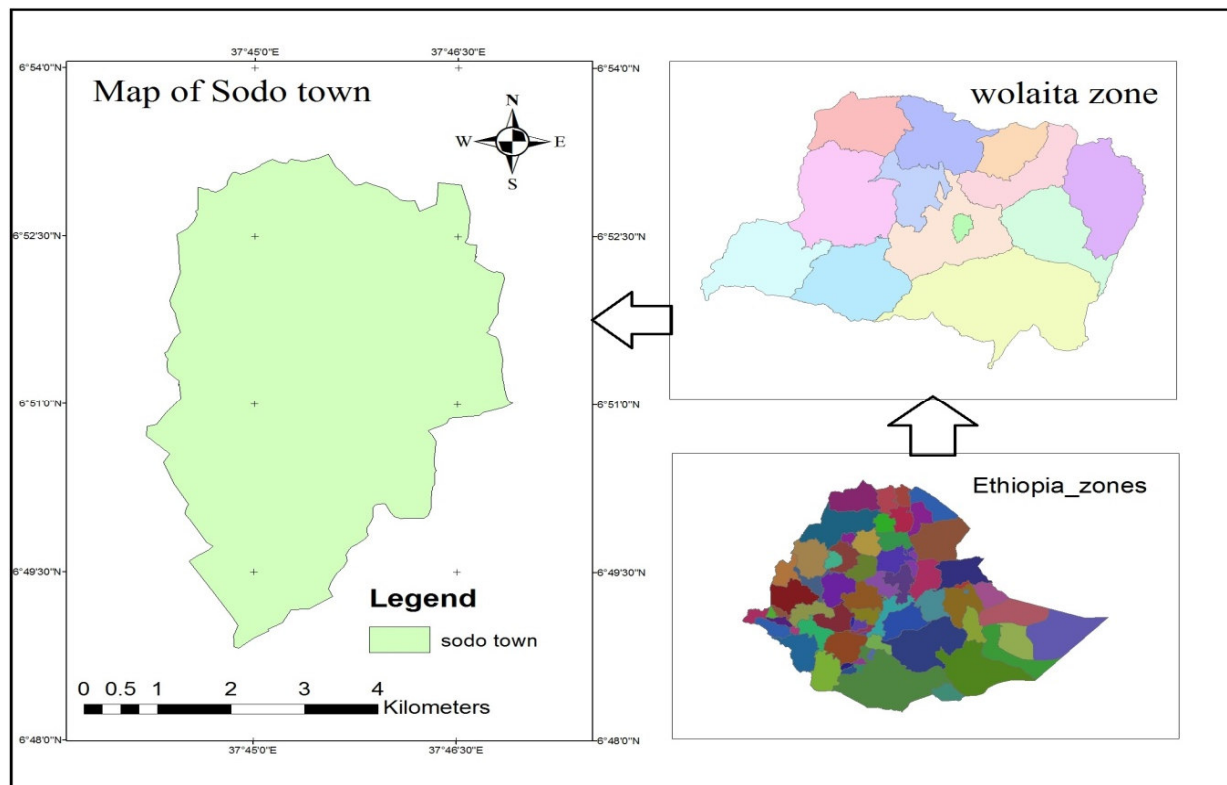 37°45'0"E 37°46'30"E
6°54'0"N 6°54'0"N
Map of Sodo town
N
W E
S
6°52'30"N 6°52'30"N
6°51'0"N 6°51'0"N
6°49'30"N 6°49'30"N
Legend
sodo town
0 0.5 1 2 3 4
Kilometers
6°48'0"N 6°48'0"N
37°45'0"E 37°46'30"E
wolaita zone
Ethiopia_zones